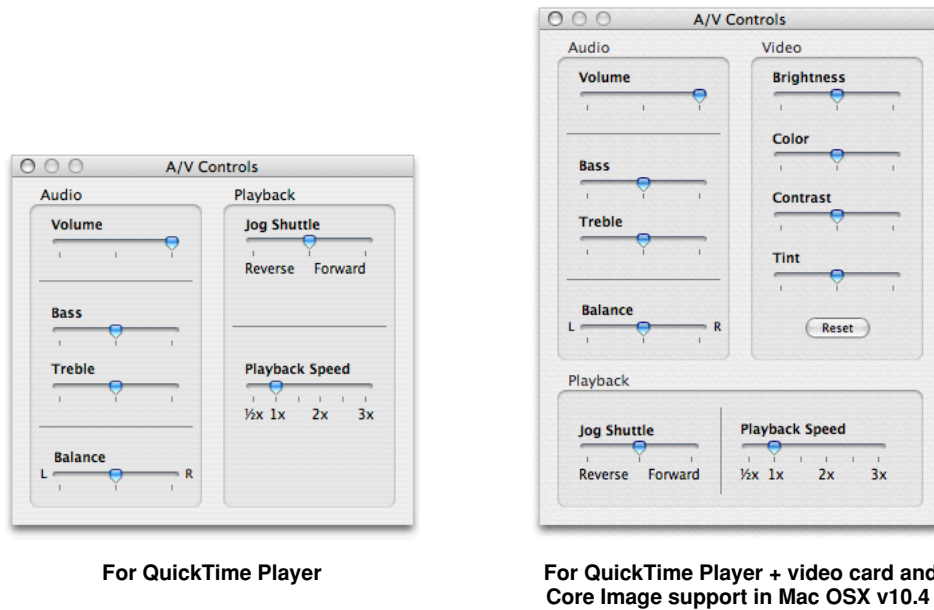 A/V Controls
Audio
Volume
Bass
Treble
Balance
L R
Playback
Jog Shuttle
Reverse Forward
Playback Speed
½x 1x 2x 3x
For QuickTime Player
A/V Controls
Audio
Volume
Bass
Treble
Balance
L R
Video
Brightness
Color
Contrast
Tint
Reset
Playback
Jog Shuttle
Reverse Forward
Playback Speed
½x 1x 2x 3x
For QuickTime Player + video card and
Core Image support in Mac OSX v10.4